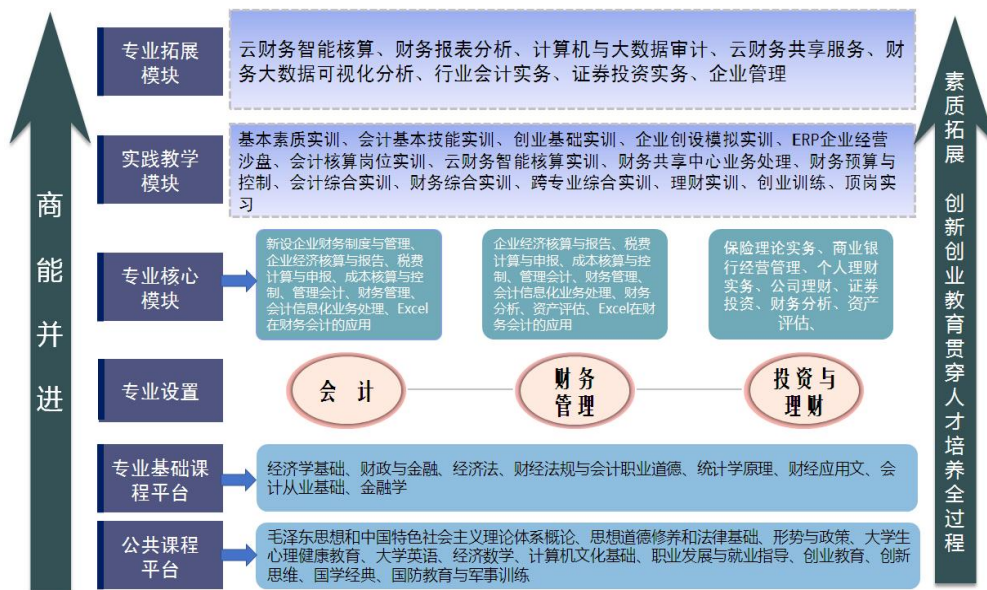 专业拓展
模块
云财务智能核算、财务报表分析、计算机与大数据审计、云财务共享服务、财
务大数据可视化分析、行业会计实务、证券投资实务、企业管理
实践教学
模块
基本素质实训、会计基本技能实训、创业基础实训、企业创设模拟实训、ERP企业经营
沙盘、会计核算岗位实训、云财务智能核算实训、财务共享中心业务处理、财务预算与
控制、会计综合实训、财务综合实训、跨专业综合实训、理财实训、创业训练、顶岗实
习
专业核心
模块
新设企业财务制度与管理、
企业经济核算与报告、税费
计算与申报、成本核算与控
制、管理会计、财务管理、
会计信息化业务处理、Excel
在财务会计的应用
企业经济核算与报告、税费
计算与申报、成本核算与控
制、管理会计、财务管理、
会计信息化业务处理、财务
分析、资产评估、Excel在财
务会计的应用
保险理论实务、商业银
行经营管理、个人理财
实务、公司理财、证券
投资、财务分析、资产
评估、
专业设置
会 计
财务
管理
投资与
理财
专业基础课
程平台
经济学基础、财政与金融、经济法、财经法规与会计职业道德、统计学原理、财经应用文、会
计从业基础、金融学
公共课程
平台
毛泽东思想和中国特色社会主义理论体系概论、思想道德修养和法律基础、形势与政策、大学生
心理健康教育、大学英语、经济数学、计算机文化基础、职业发展与就业指导、创业教育、创新
思维、国学经典、国防教育与军事训练
商能并进
素质拓展 创新创业教育贯穿人才培养全过程